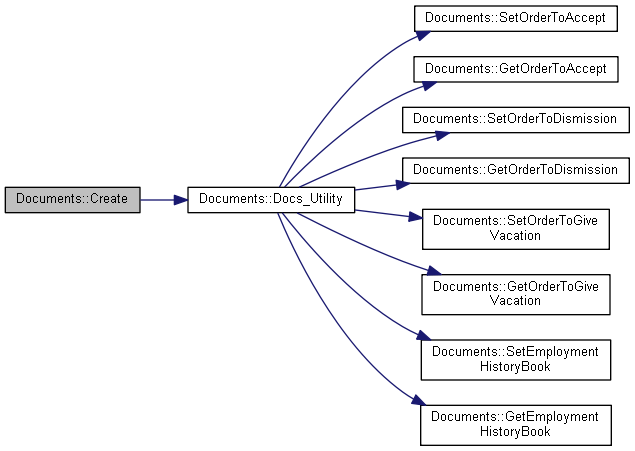 Documents::SetOrderToAccept
Documents::GetOrderToAccept
Documents::SetOrderToDismission
Documents::GetOrderToDismission
Documents::Create
Documents::Docs_Utility
Documents::SetOrderToGive
Vacation
Documents::GetOrderToGive
Vacation
Documents::SetEmployment
HistoryBook
Documents::GetEmployment
HistoryBook